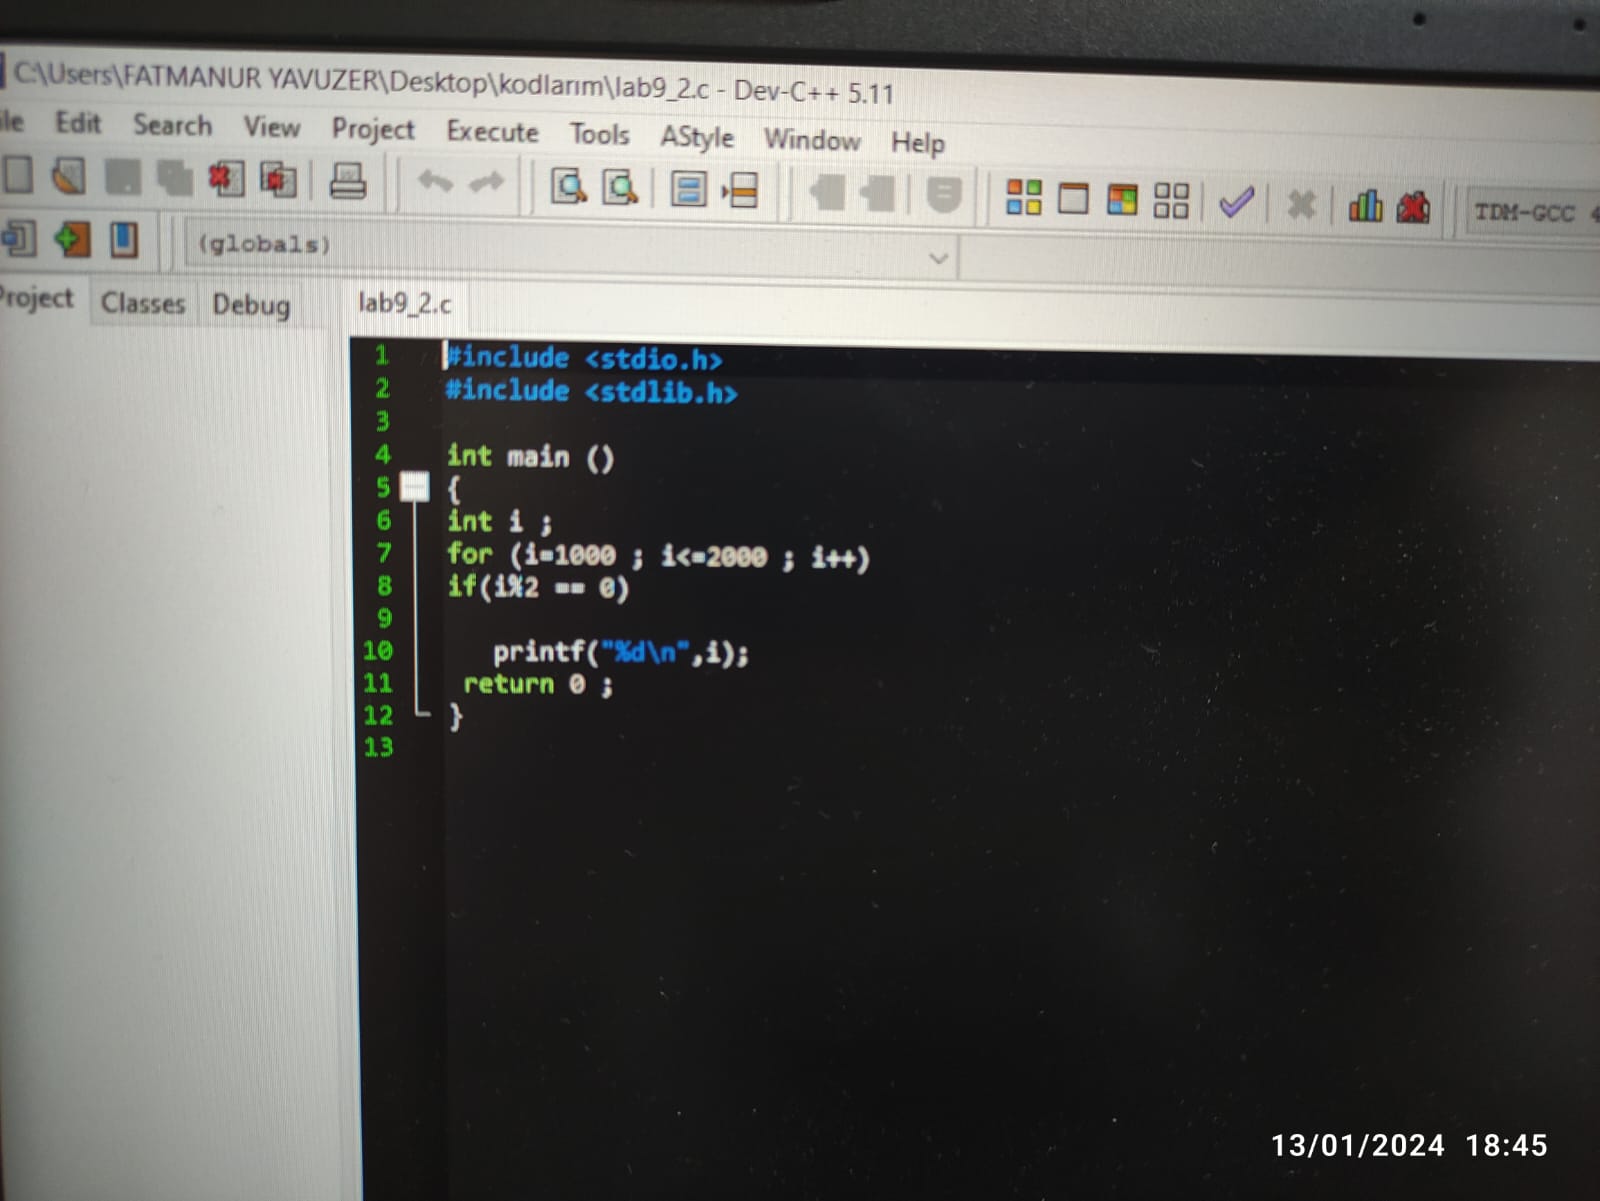 C:\Users\FATMANUR YAVUZER\Desktop\kodlarım\lab9_2.c - Dev-C++ 5.11
Edit Search View Project Execute Tools AStyle Window Help
TDM-GCC
(globals)
Project Classes Debug lab9_2.c
1 #include <stdio.h>
2 #include <stdlib.h>
3
4 int main ()
5 {
6 int i ;
7 for (i=1000 ; i<=2000 ; i++)
8 if(i%2 == 0)
9
10 printf("%d\n",i);
11 return 0 ;
12 }
13
13/01/2024 18:45